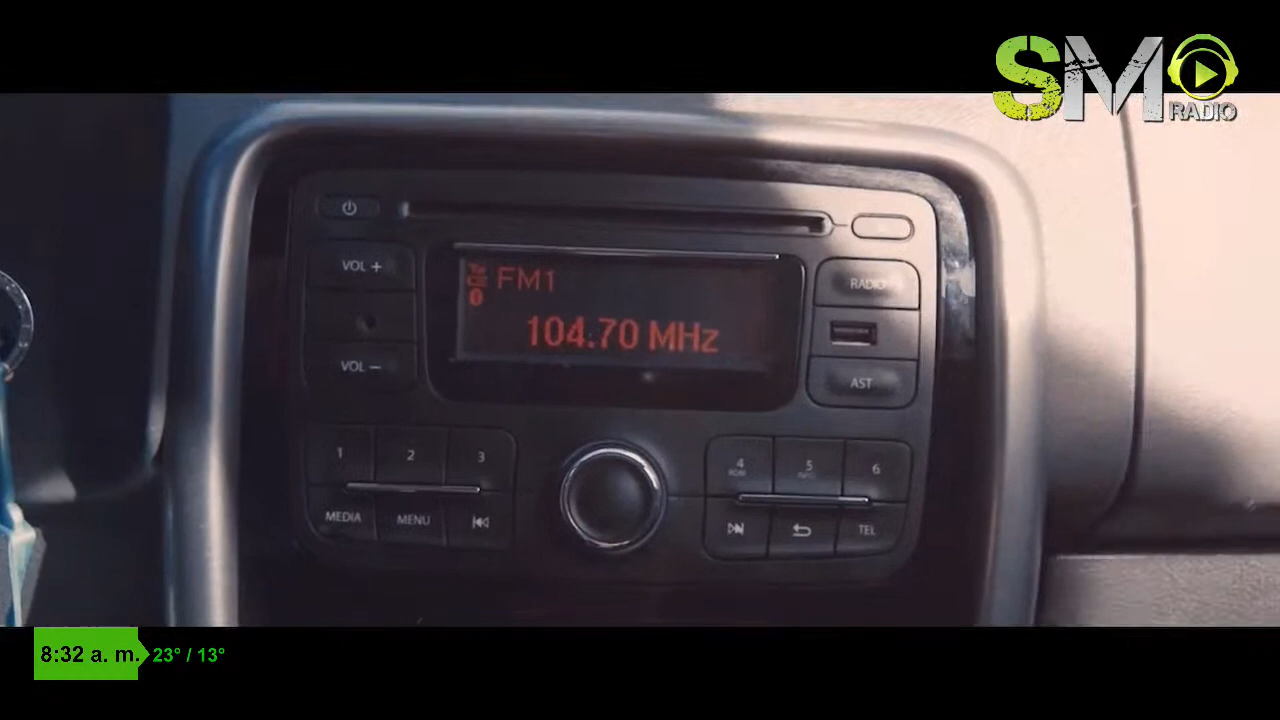 SM
RADIO
VOL +
FM1
104.70 MHz
RADIO
VOL —
AST
1
2
3
4
5
6
MEDIA
MENU
TEL
8:32 a. m.
23° / 13°